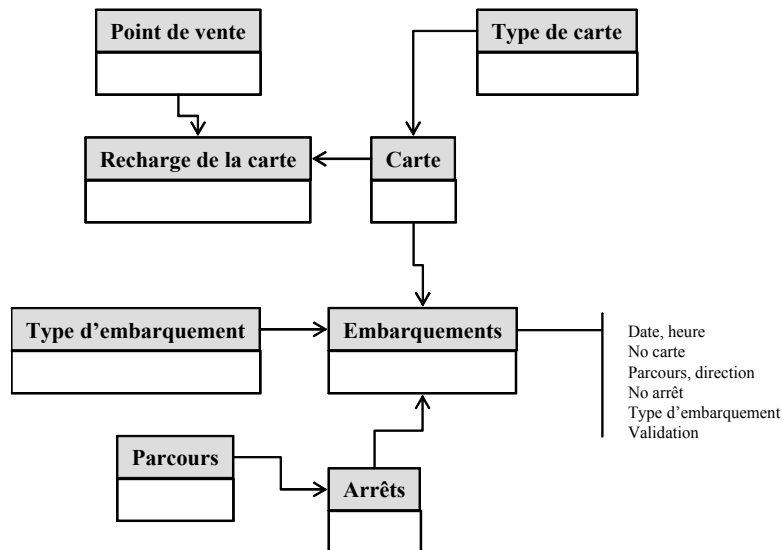 Point de vente
Type de carte
Recharge de la carte
Carte
Type d’embarquement
Embarquements
Date, heure
No carte
Parcours, direction
No arrêt
Type d’embarquement
Validation
Parcours
Arrêts